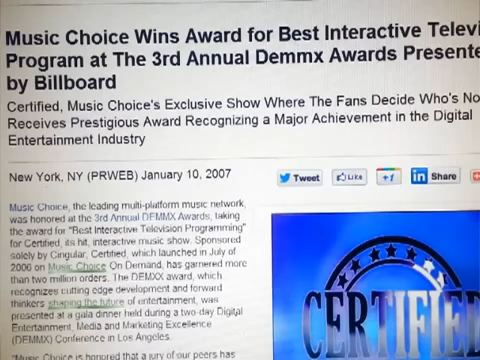 Music Choice Wins Award for Best Interactive Televi
Program at The 3rd Annual Demmx Awards Presente
by Billboard
Certified, Music Choice's Exclusive Show Where The Fans Decide Who's No
Receives Prestigious Award Recognizing a Major Achievement in the Digital
Entertainment Industry
New York, NY (PRWEB) January 10, 2007
Tweet Like +1 in Share
Music Choice, the leading multi-platform music network,
was honored at the 3rd Annual DEMMX Awards, taking
the award for "Best Interactive Television Programming"
for Certified, its hit, interactive music show. Sponsored
solely by Cingular, Certified, which launched in July of
2006 on Music Choice On Demand, has garnered more
than two million orders. The DEMXX award, which
recognizes cutting edge development and forward
thinkers shaping the future of entertainment, was
presented at a gala dinner held during a two-day Digital
Entertainment, Media and Marketing Excellence
(DEMMX) Conference in Los Angeles.
"Music Choice is honored that a jury of our peers has
CERTIFIED